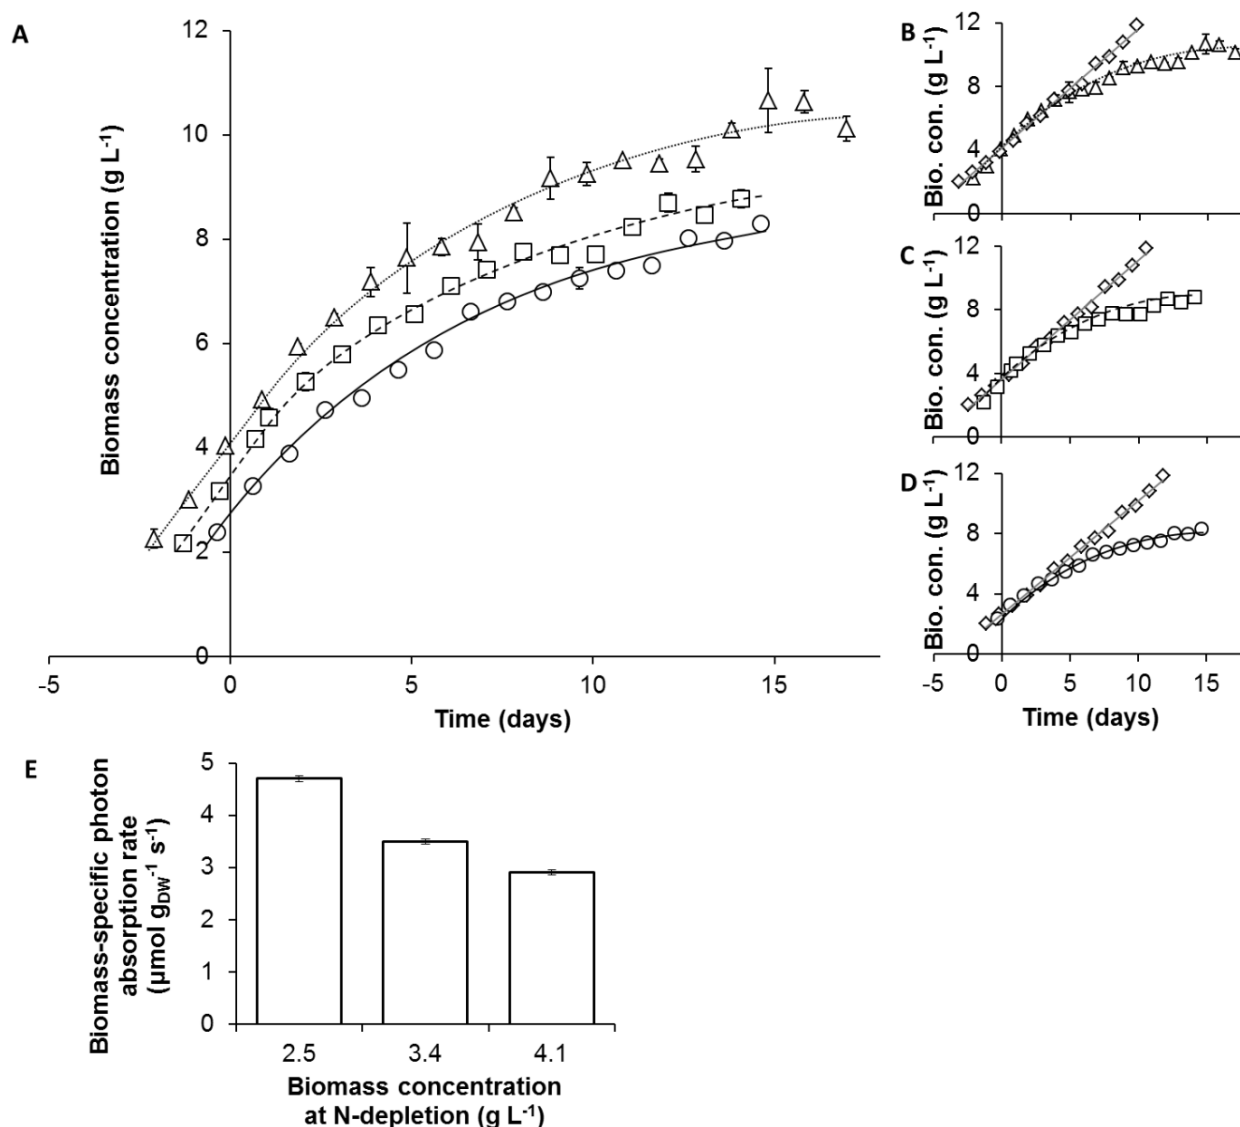 A
Biomass concentration (g L⁻¹)
12
10
8
6
4
2
0
-5
0
5
10
15
Time (days)
B
Bio. con. (g L⁻¹)
12
8
4
0
C
Bio. con. (g L⁻¹)
12
8
4
0
D
Bio. con. (g L⁻¹)
12
8
4
0
-5
0
5
10
15
Time (days)
E
Biomass-specific photon
absorption rate
(µmol g_DW⁻¹ s⁻¹)
5
4
3
2
1
0
2.5
3.4
4.1
Biomass concentration
at N-depletion (g L⁻¹)